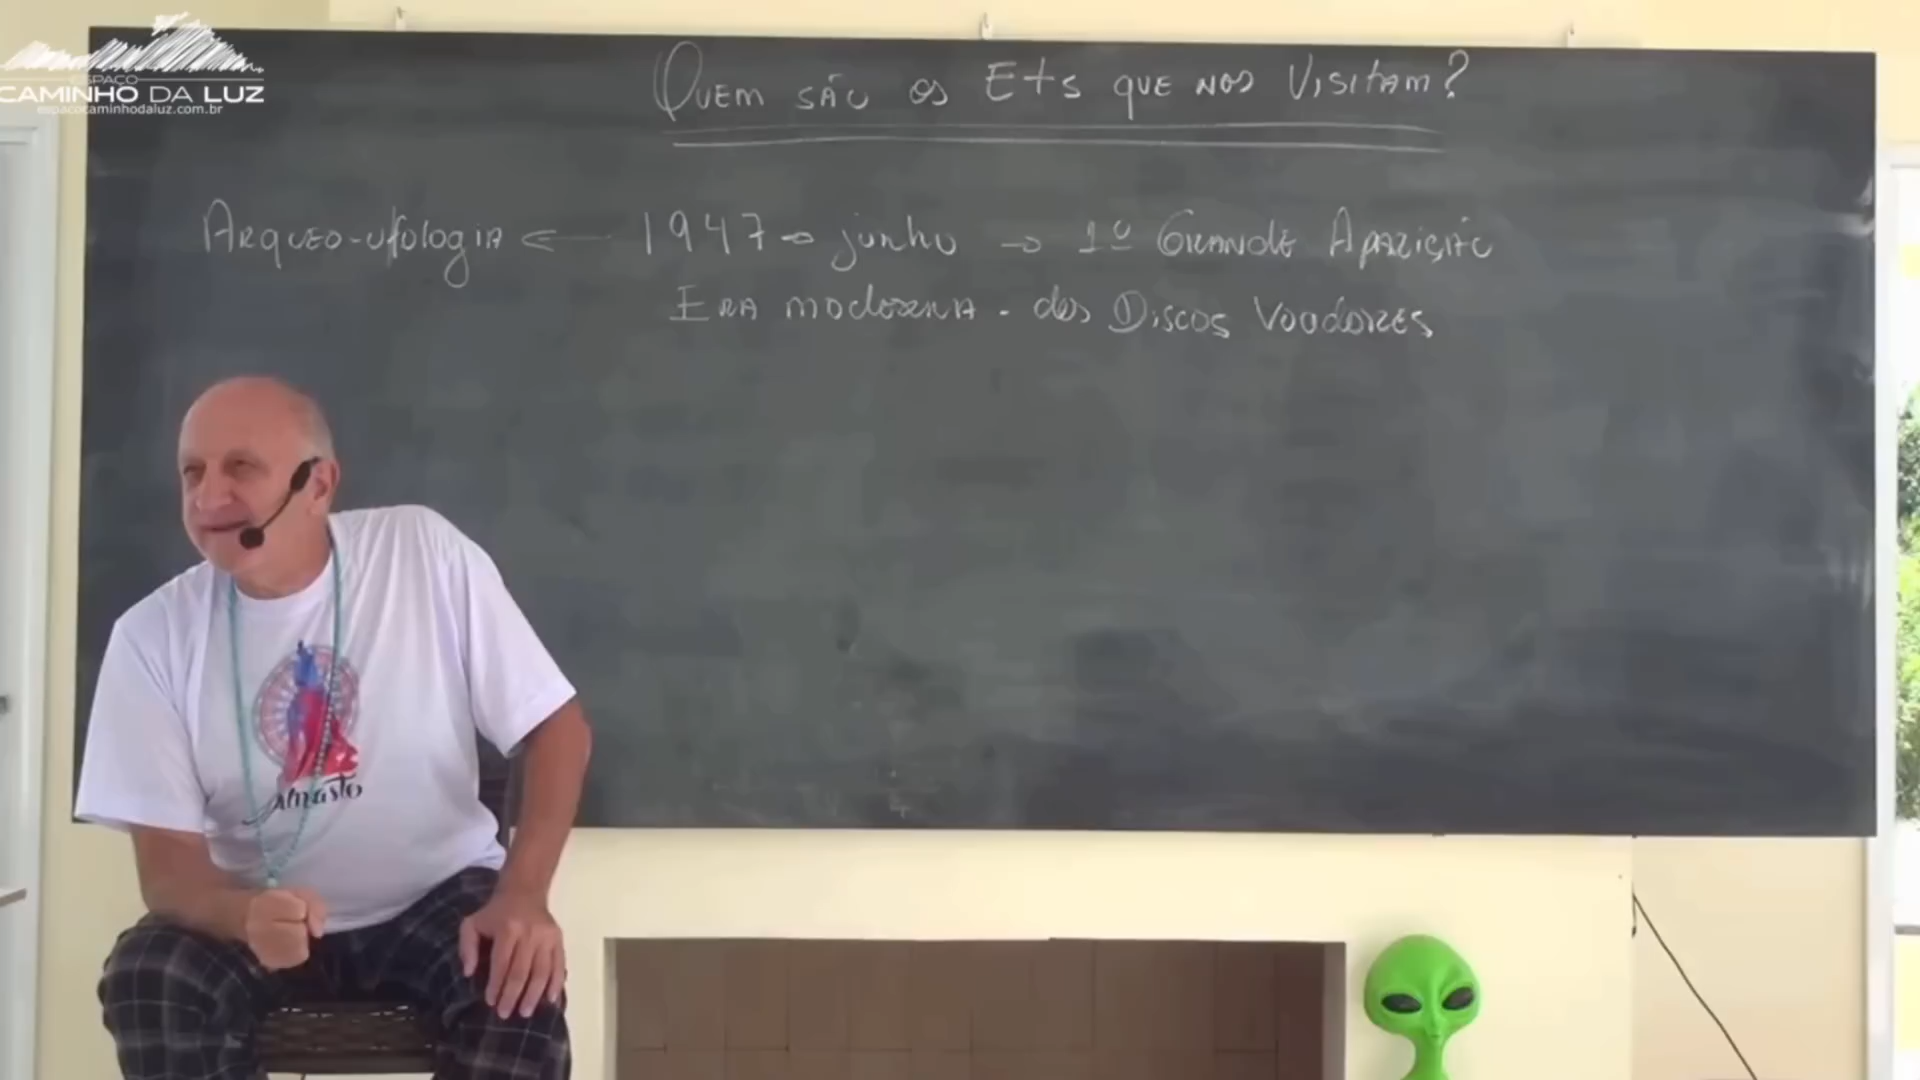 ESPAÇO
CAMINHO DA LUZ
espacocaminhodaluz.com.br
Quem são os Ets que nos Visitam?
Arqueo-ufologia ← 1947 → junho → 1º Grande Aparição
Era moderna - dos Discos Voadores